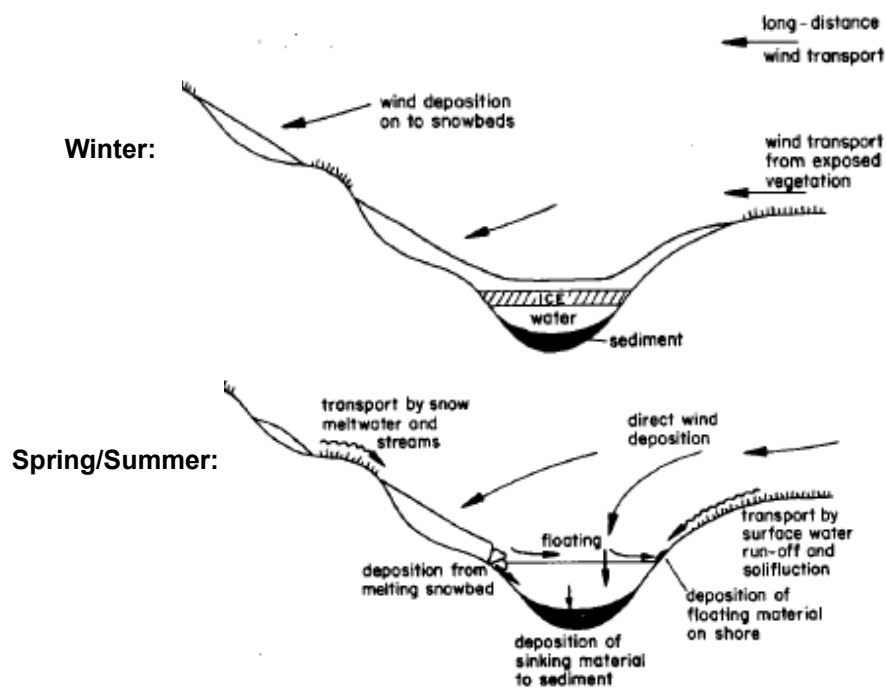 long-distance
wind transport
wind deposition
on to snowbeds
Winter:
wind transport
from exposed
vegetation
ICE
water
sediment
transport by snow
meltwater and
streams
direct wind
deposition
Spring/Summer:
floating
transport by
surface water
run-off and
solifluction
deposition from
melting snowbed
deposition of
floating material
on shore
deposition of
sinking material
to sediment